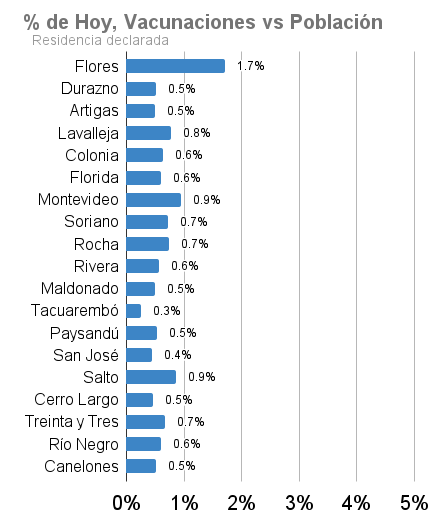 % de Hoy, Vacunaciones vs Población
Residencia declarada
Flores 1.7%
Durazno 0.5%
Artigas 0.5%
Lavalleja 0.8%
Colonia 0.6%
Florida 0.6%
Montevideo 0.9%
Soriano 0.7%
Rocha 0.7%
Rivera 0.6%
Maldonado 0.5%
Tacuarembó 0.3%
Paysandú 0.5%
San José 0.4%
Salto 0.9%
Cerro Largo 0.5%
Treinta y Tres 0.7%
Río Negro 0.6%
Canelones 0.5%
0% 1% 2% 3% 4% 5%